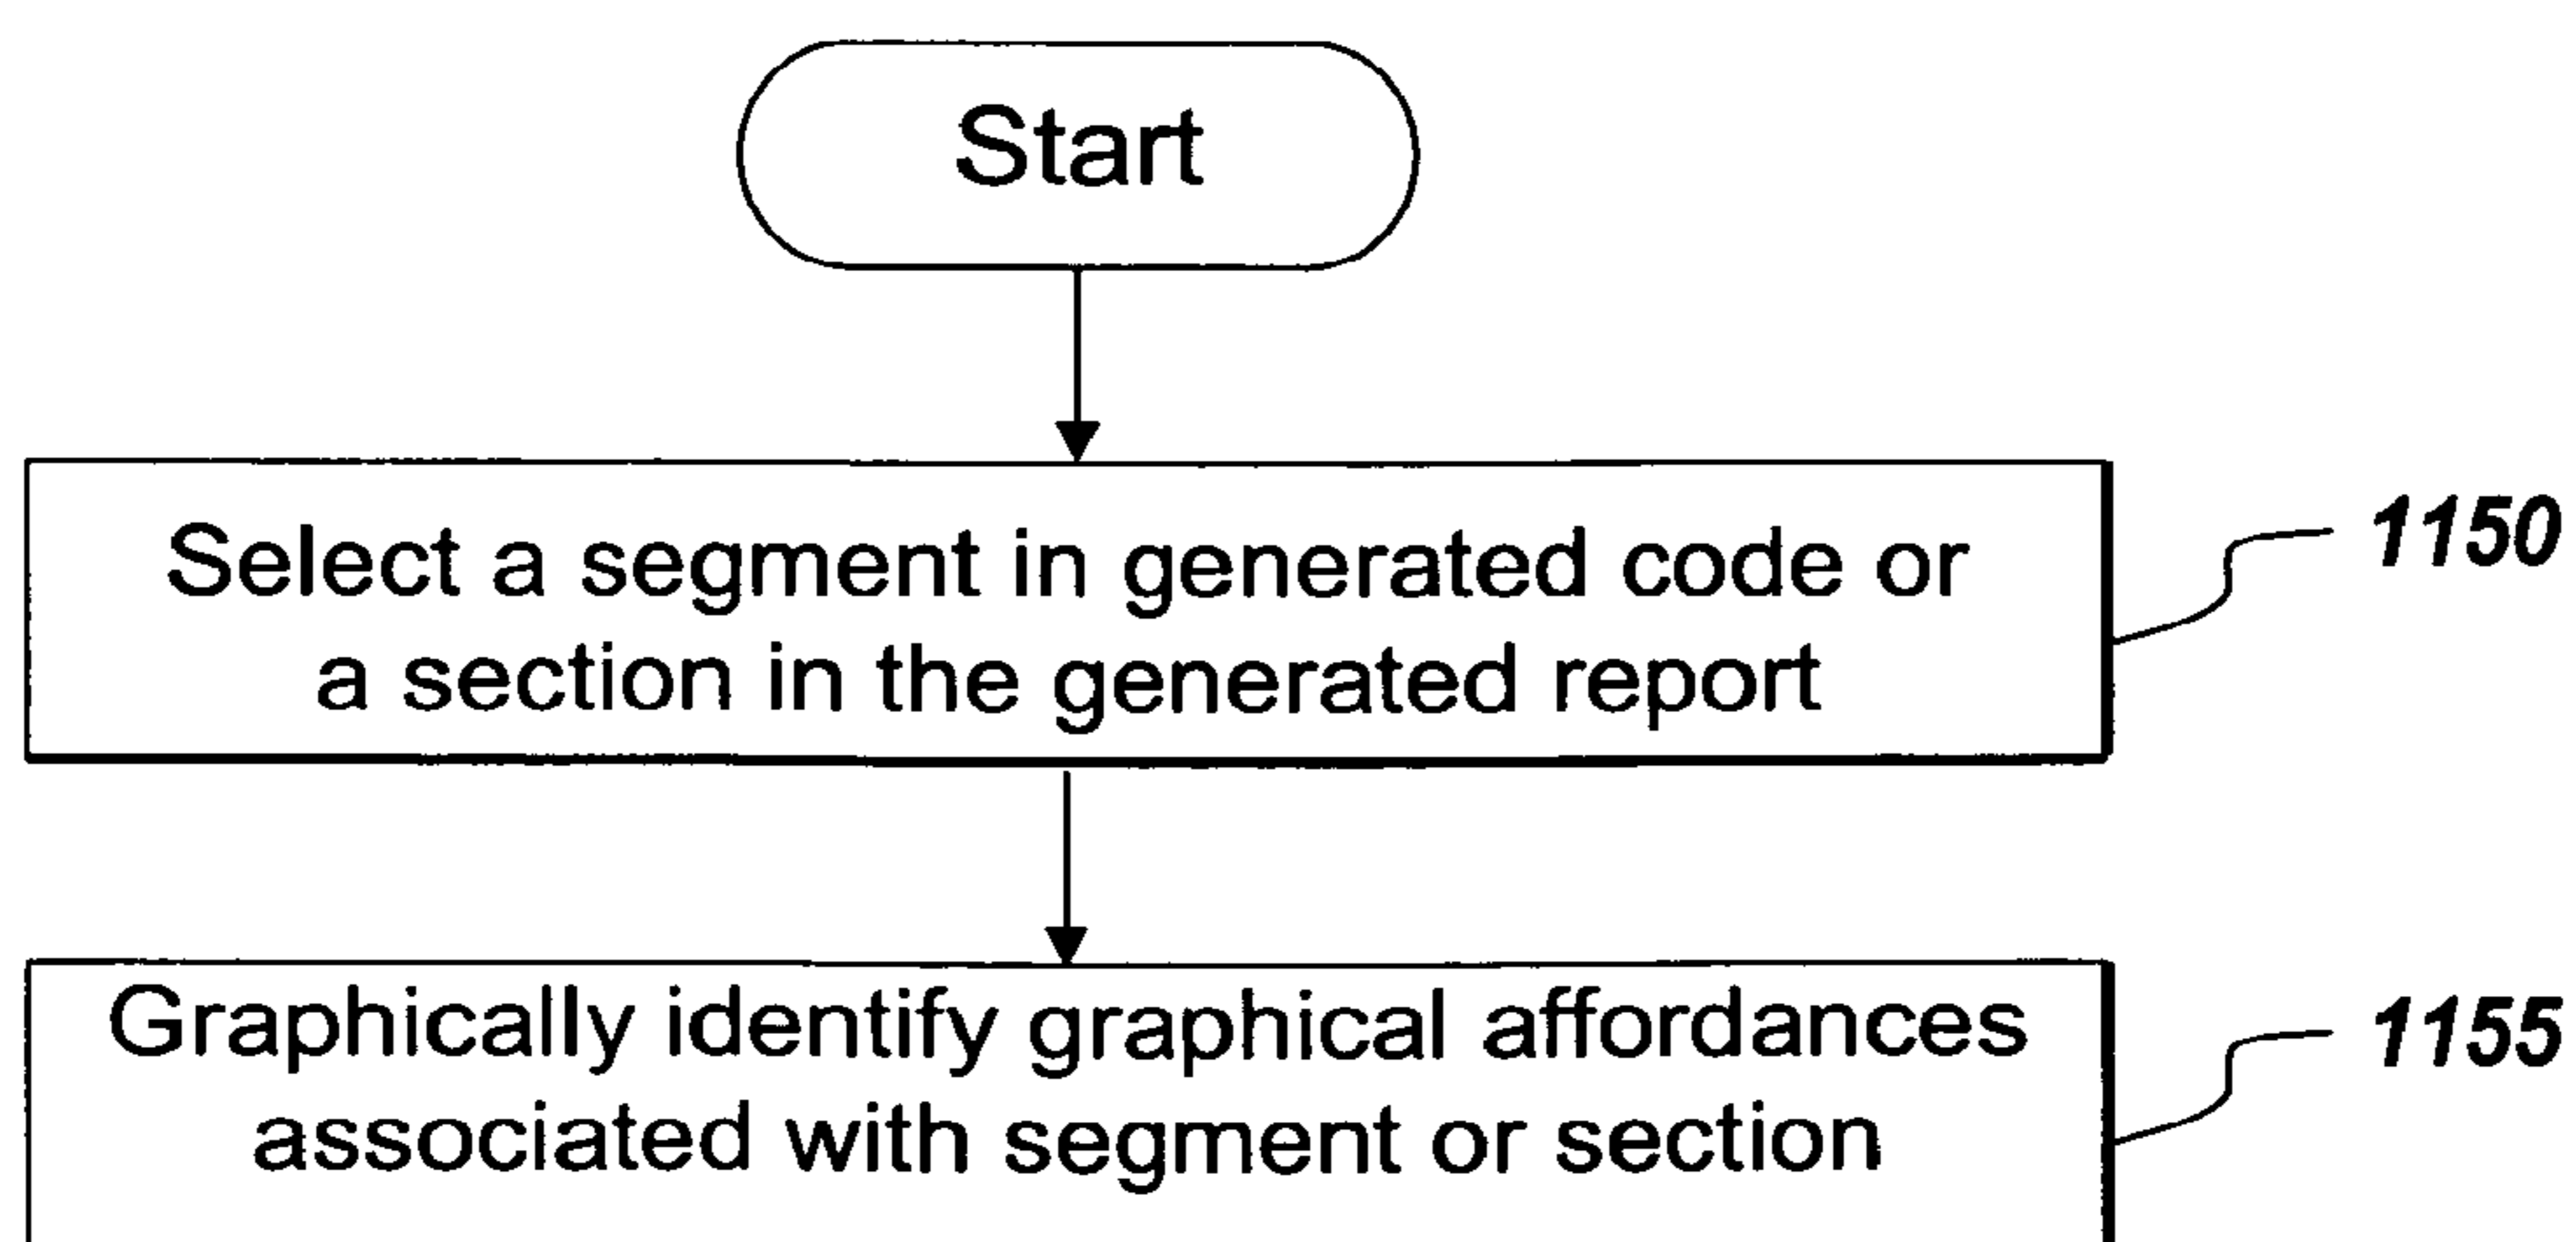 Start
Select a segment in generated code or
a section in the generated report
1150
Graphically identify graphical affordances
associated with segment or section
1155